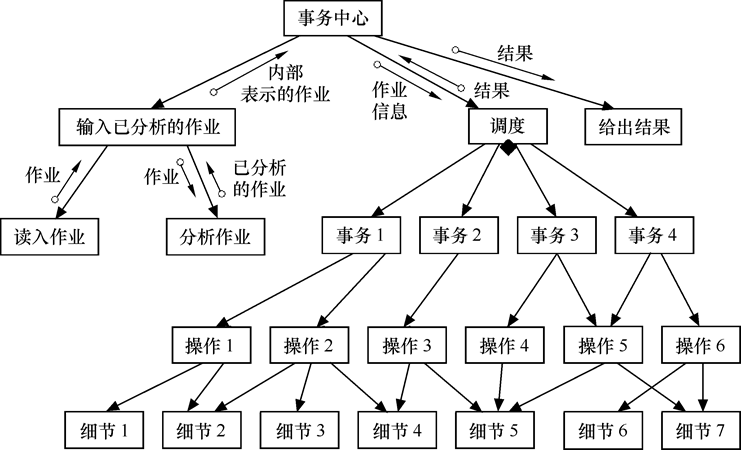 事务中心
结果
内部
表示的作业
作业
信息
结果
输入已分析的作业
调度
给出结果
作业
作业
已分析
的作业
读入作业
分析作业
事务 1
事务 2
事务 3
事务 4
操作 1
操作 2
操作 3
操作 4
操作 5
操作 6
细节 1
细节 2
细节 3
细节 4
细节 5
细节 6
细节 7